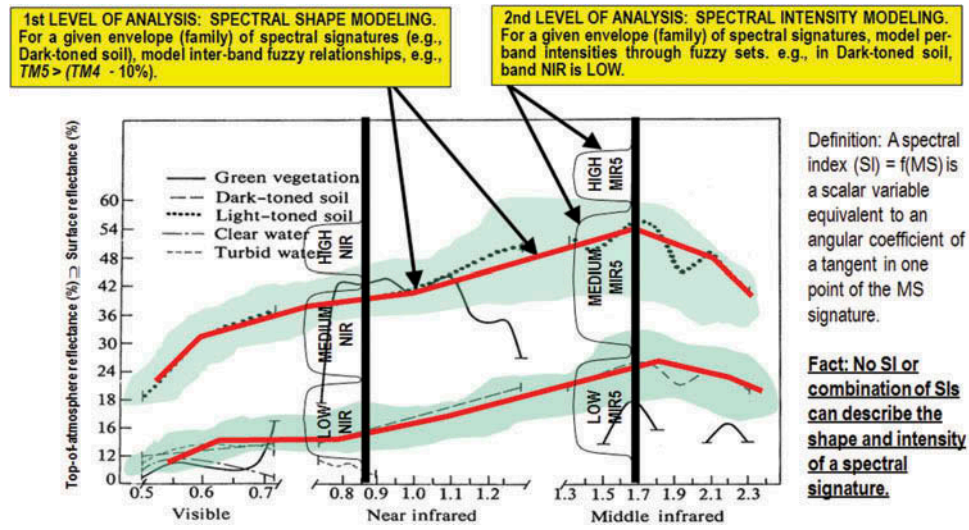 1st LEVEL OF ANALYSIS: SPECTRAL SHAPE MODELING.
For a given envelope (family) of spectral signatures (e.g.,
Dark-toned soil), model inter-band fuzzy relationships, e.g.,
TM5 > (TM4 - 10%).
2nd LEVEL OF ANALYSIS: SPECTRAL INTENSITY MODELING.
For a given envelope (family) of spectral signatures, model per-
band intensities through fuzzy sets. e.g., in Dark-toned soil,
band NIR is LOW.
Top-of-atmosphere reflectance (%) ⊇ Surface reflectance (%)
60
54
48
42
36
28
24
18
16
12
0
Green vegetation
Dark-toned soil
Light-toned soil
Clear water
Turbid water
HIGH
NIR
MEDIUM
NIR
LOW
NIR
HIGH
MIR5
MEDIUM
MIR5
LOW
MIR5
0.5 0.6 0.7 0.8 0.9 1.0 1.1 1.2 1.3 1.5 1.7 1.9 2.1 2.3
Visible Near infrared Middle infrared
Definition: A spectral
index (SI) = f(MS) is
a scalar variable
equivalent to an
angular coefficient of
a tangent in one
point of the MS
signature.
Fact: No SI or
combination of SIs
can describe the
shape and intensity
of a spectral
signature.